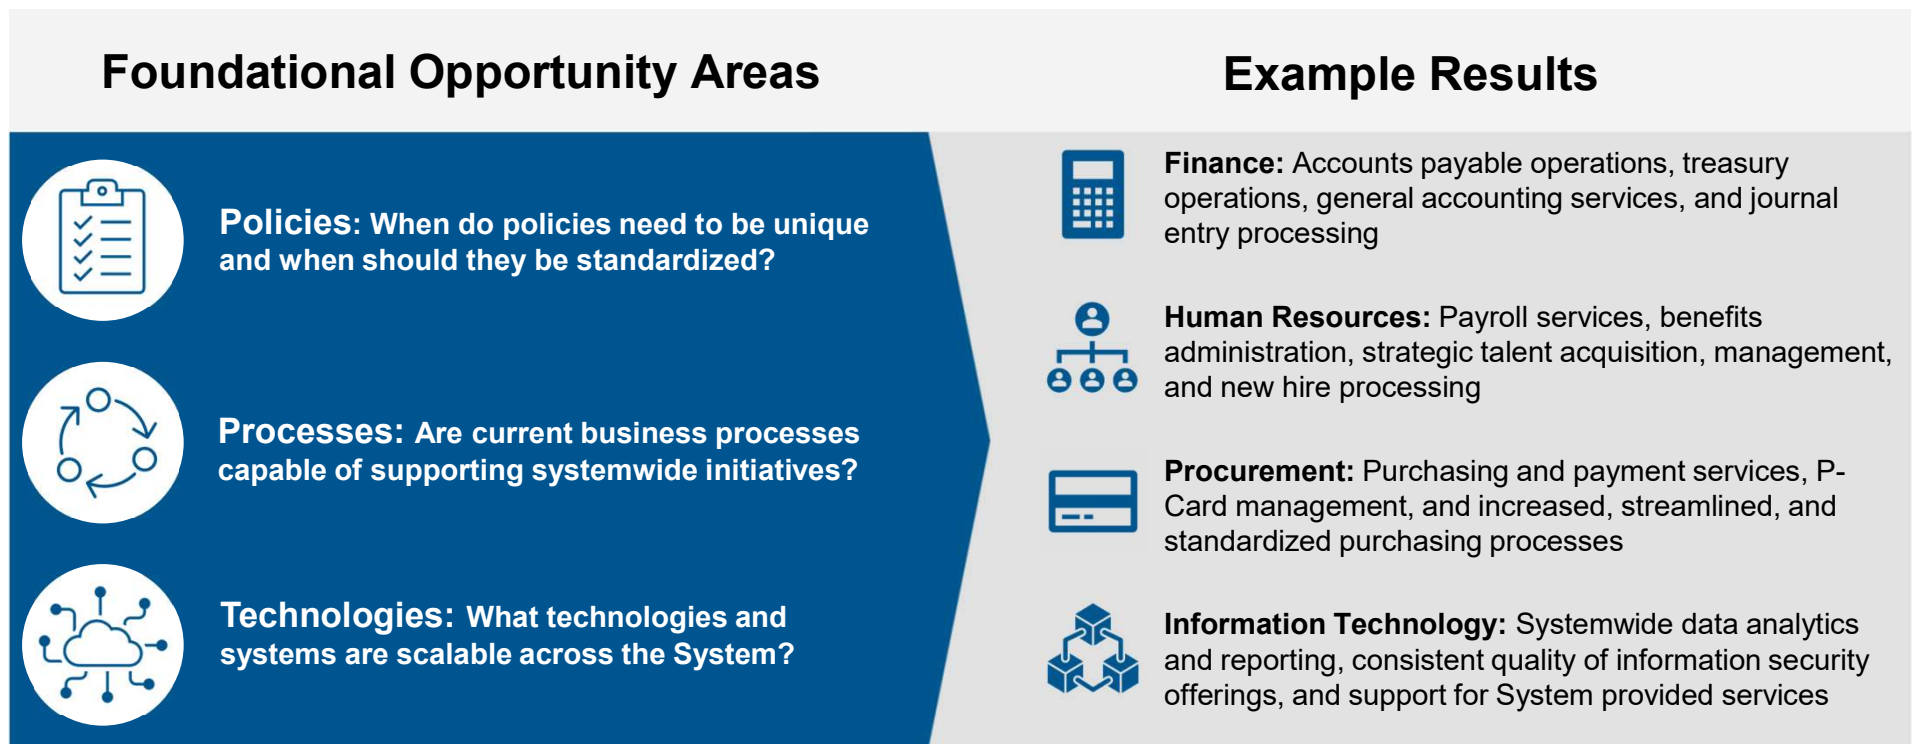 Foundational Opportunity Areas
Example Results
Policies: When do policies need to be unique
and when should they be standardized?
Processes: Are current business processes
capable of supporting systemwide initiatives?
Technologies: What technologies and
systems are scalable across the System?
Finance: Accounts payable operations, treasury
operations, general accounting services, and journal
entry processing
Human Resources: Payroll services, benefits
administration, strategic talent acquisition, management,
and new hire processing
Procurement: Purchasing and payment services, P-
Card management, and increased, streamlined, and
standardized purchasing processes
Information Technology: Systemwide data analytics
and reporting, consistent quality of information security
offerings, and support for System provided services